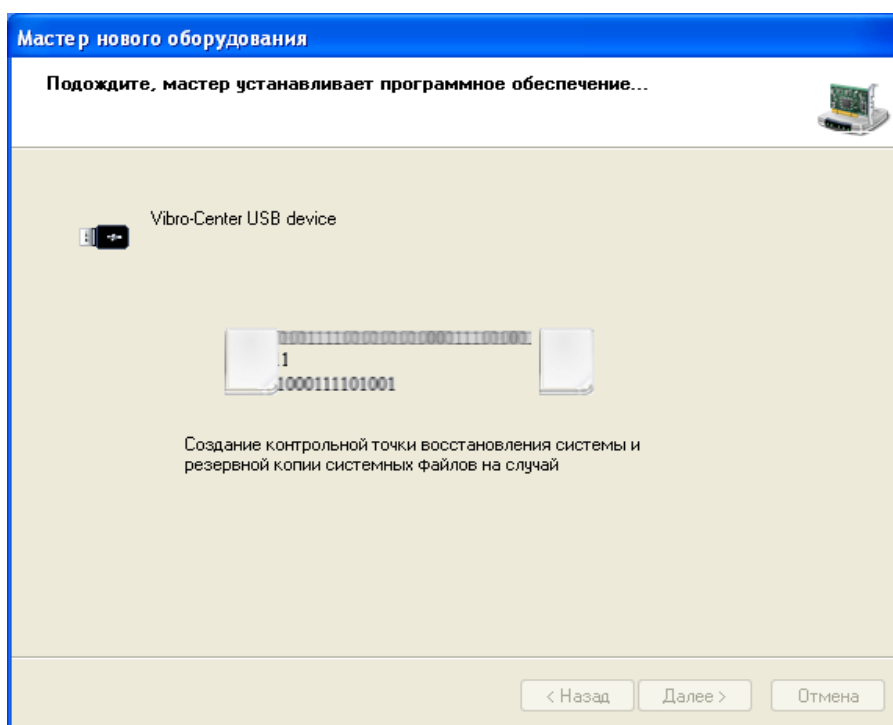 Мастер нового оборудования
Подождите, мастер устанавливает программное обеспечение...
Vibro-Center USB device
1
1000111101001
Создание контрольной точки восстановления системы и
резервной копии системных файлов на случай
< Назад
Далее >
Отмена